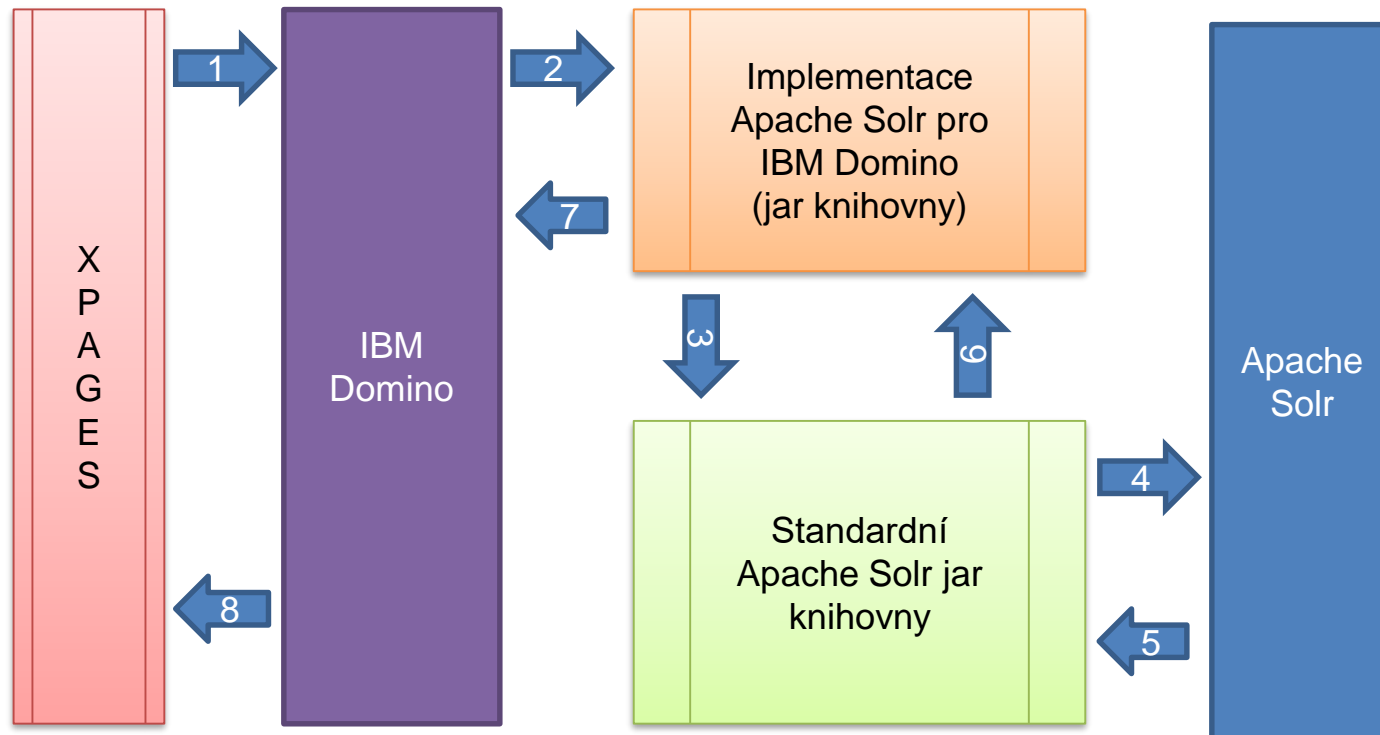 1
2
Implementace
Apache Solr pro
IBM Domino
(jar knihovny)
7
X
P
A
G
E
S
IBM
Domino
3
6
Apache
Solr
4
Standardní
Apache Solr jar
knihovny
8
5